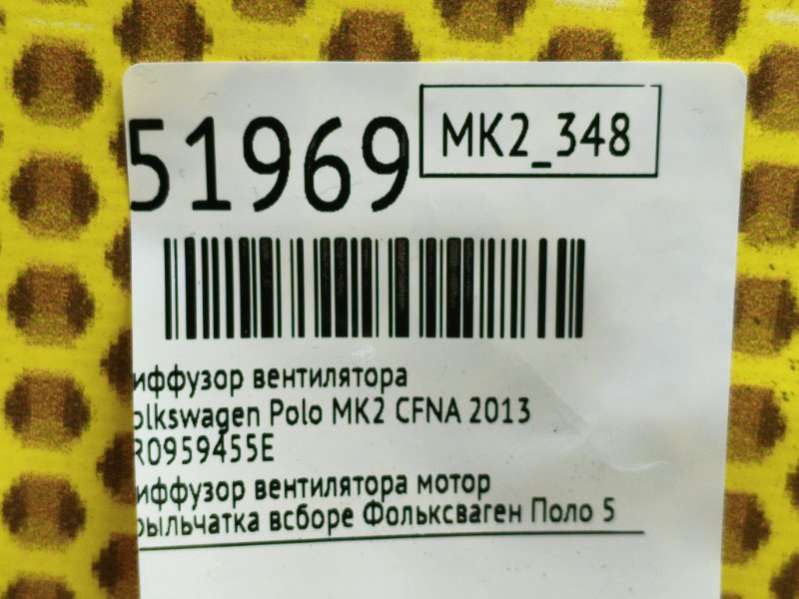 51969
MK2_348
иффузор вентилятора
olkswagen Polo MK2 CFNA 2013
R0959455E
иффузор вентилятора мотор
рыльчатка всборе Фольксваген Поло 5